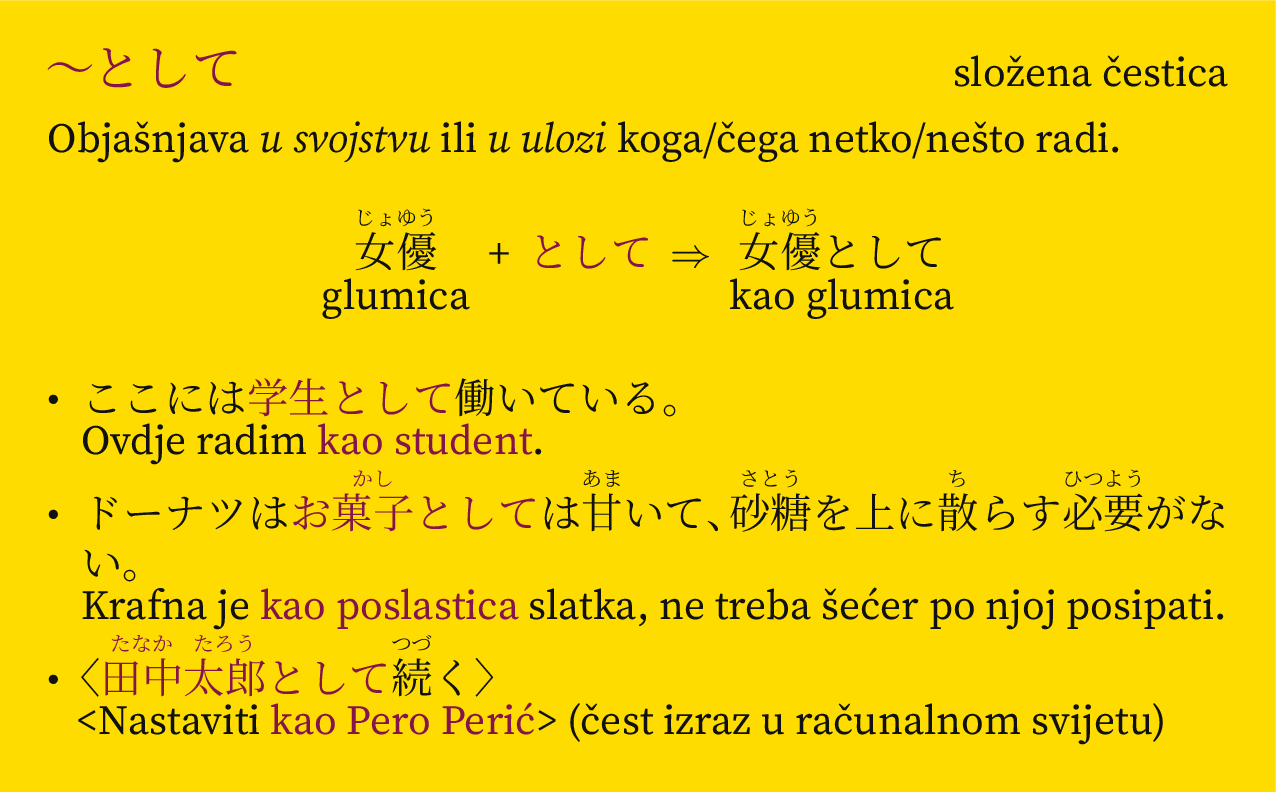 ～として složena čestica
Objašnjava u svojstvu ili u ulozi koga/čega netko/nešto radi.
じょゆう じょゆう
女優 + として ⇒ 女優として
glumica kao glumica
• ここには学生として働いている。
Ovdje radim kao student.
かし あま さとう ち ひつよう
• ドーナツはお菓子としては甘いて、砂糖を上に散らす必要がな
い。
Krafna je kao poslastica slatka, ne treba šećer po njoj posipati.
たなか たろう つづ
• 〈田中太郎として続く〉
<Nastaviti kao Pero Perić> (čest izraz u računalnom svijetu)